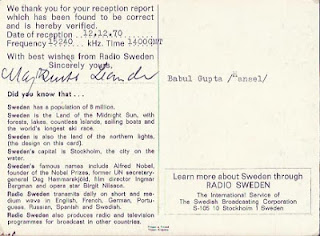 We thank you for your reception report
which has been found to be correct
and is hereby verified.
Date of reception 12.12.70
Frequency 15240 kHz. Time 1400GMT
With best wishes from Radio Sweden
Sincerely yours,
Did you know that ...
Sweden has a population of 8 million.
Sweden is the Land of the Midnight Sun, with
forests, lakes, countless islands, sailing boats and
the world's longest ski race.
Sweden is also the land of the northern lights,
(the design on this card).
Sweden's capital is Stockholm, the city on the
water.
Sweden's famous names include Alfred Nobel,
founder of the Nobel Prizes, former UN secretary-
general Dag Hammarskjöld, film director Ingmar
Bergman and opera star Birgit Nilsson.
Radio Sweden transmits daily on short and me-
dium wave in English, French, German, Portu-
guese, Russian, Spanish and Swedish.
Radio Sweden also produces radio and television
programmes for broadcast in other countries.
Babul Gupta /Hansel/
Learn more about Sweden through
RADIO SWEDEN
The International Service of
The Swedish Broadcasting Corporation
S-105 10 Stockholm 1 Sweden